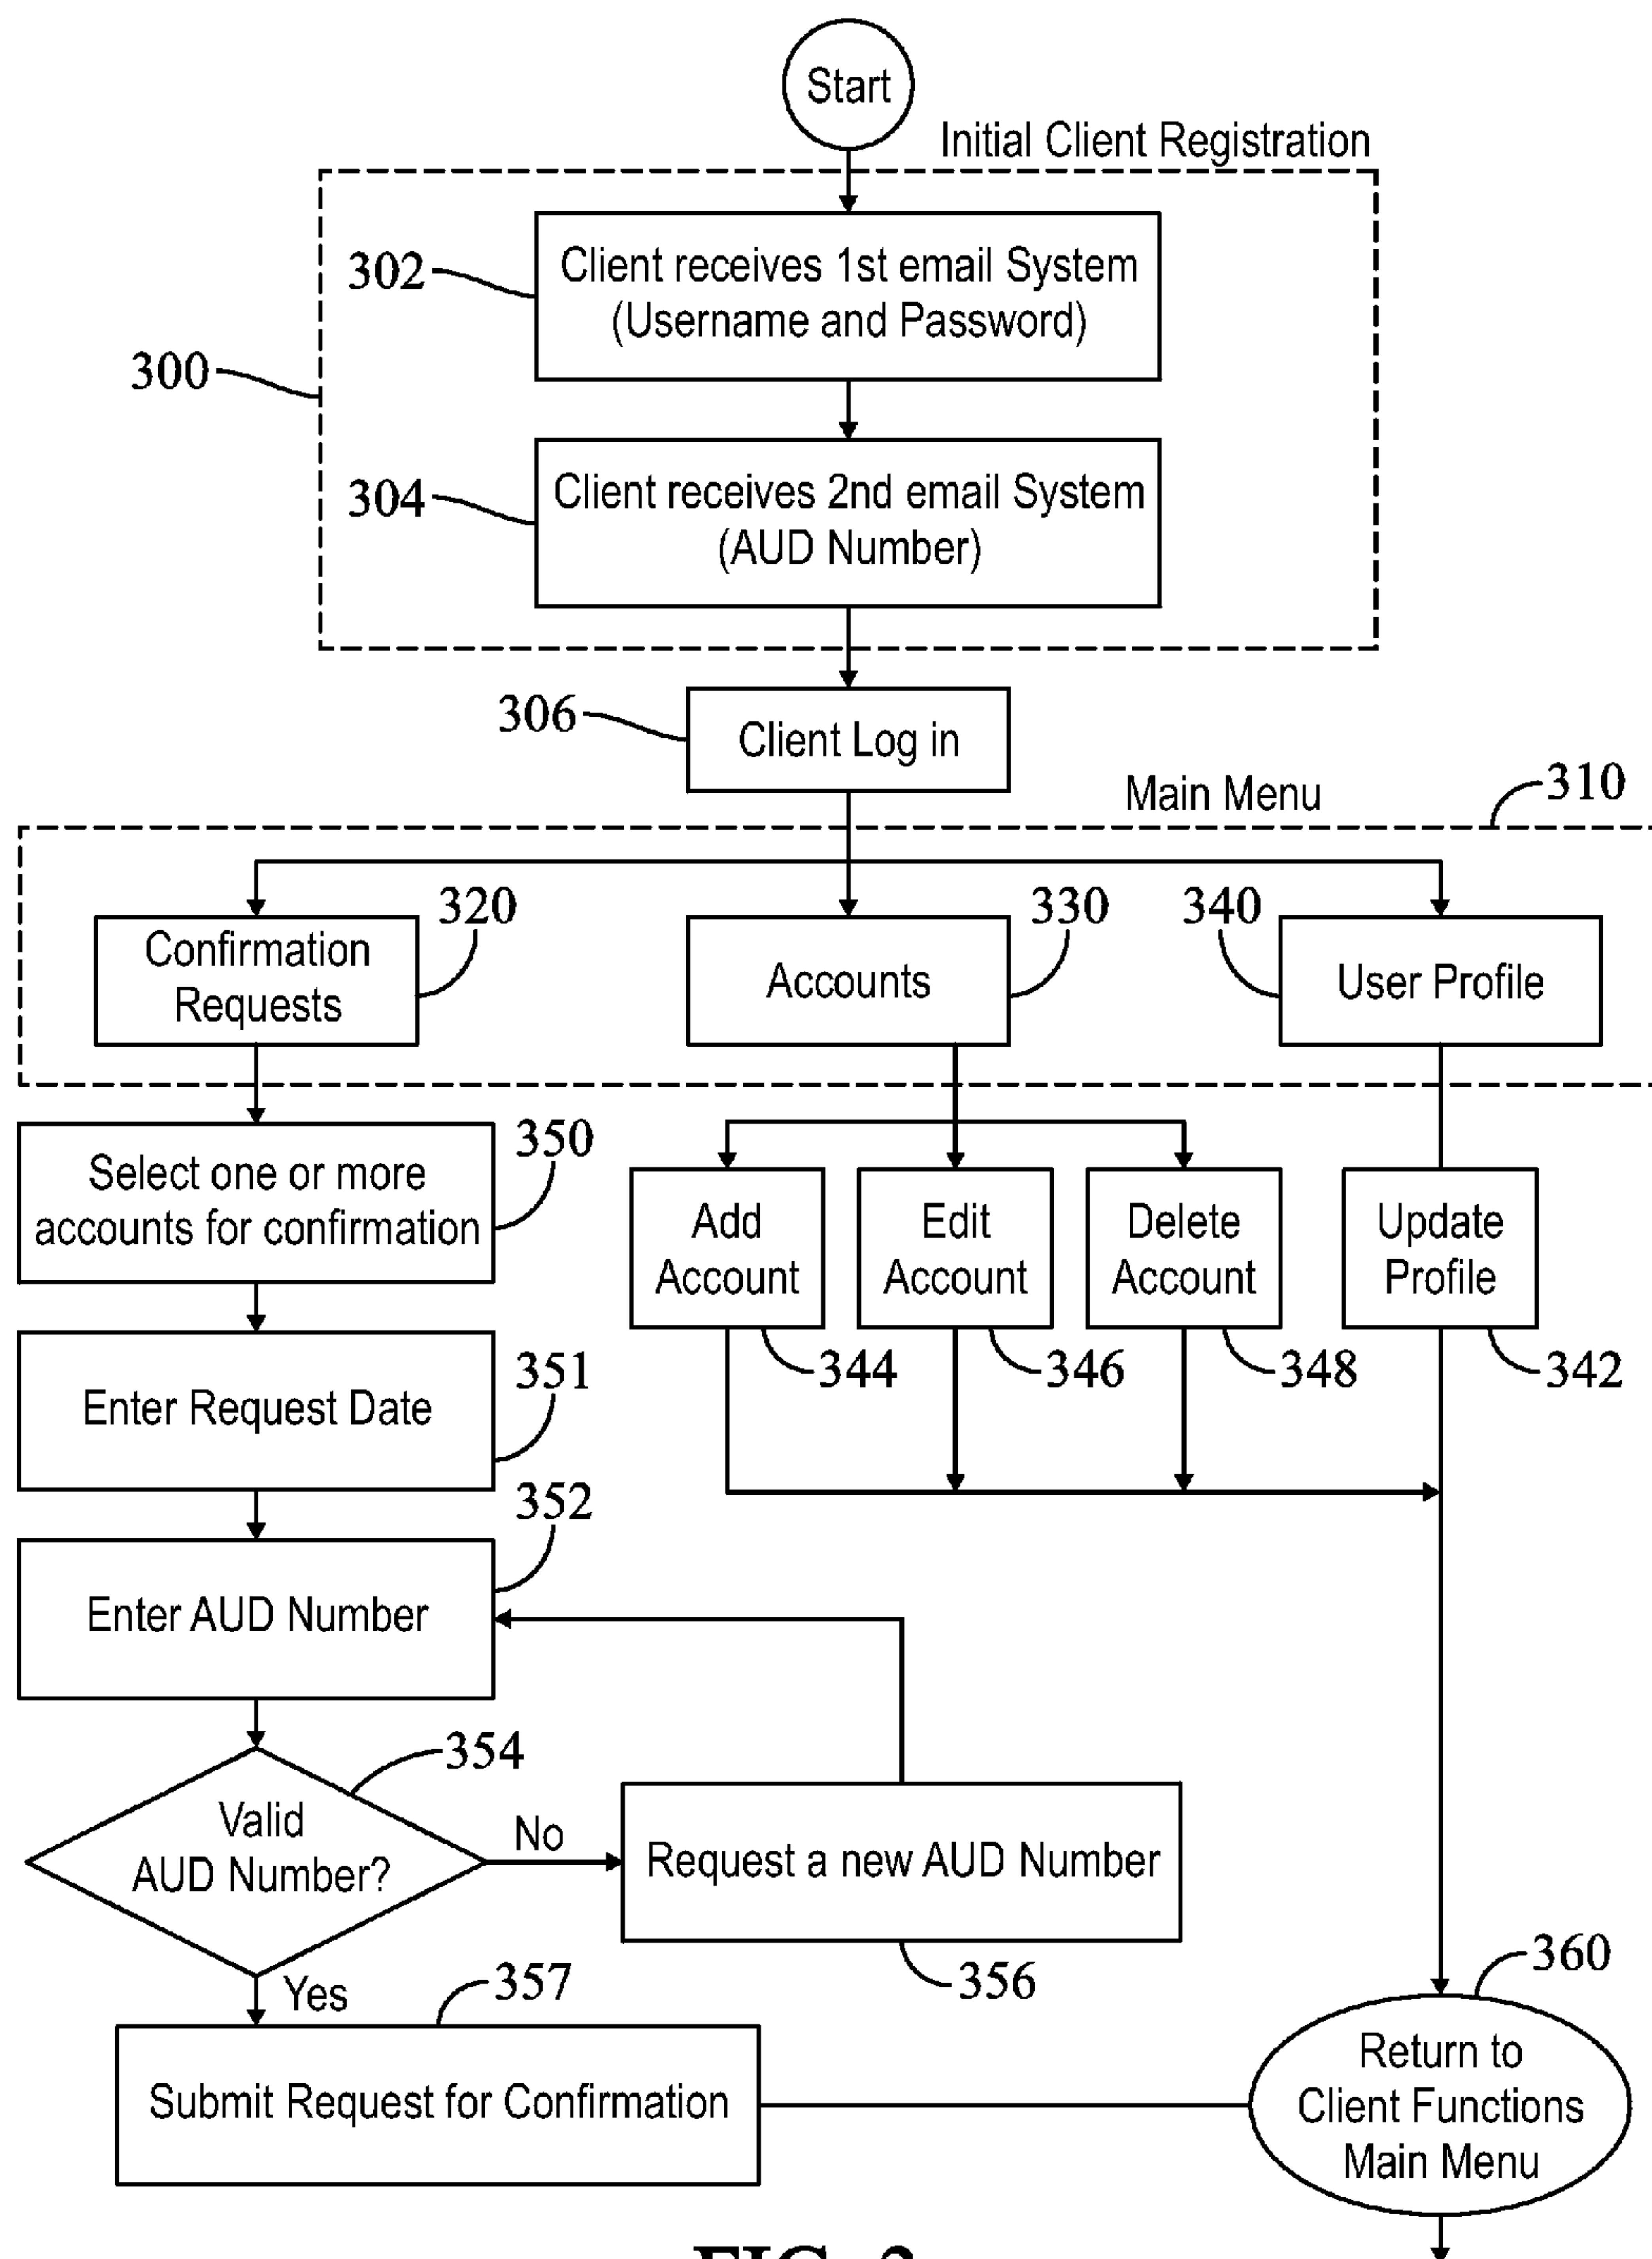 Start
Initial Client Registration
302
Client receives 1st email System
(Username and Password)
300
304
Client receives 2nd email System
(AUD Number)
306
Client Log in
Main Menu
310
320
330
340
Confirmation
Requests
Accounts
User Profile
350
Select one or more
accounts for confirmation
Add
Account
Edit
Account
Delete
Account
Update
Profile
344
346
348
342
351
Enter Request Date
352
Enter AUD Number
354
Valid
AUD Number?
No
Request a new AUD Number
356
Yes
357
Submit Request for Confirmation
360
Return to
Client Functions
Main Menu